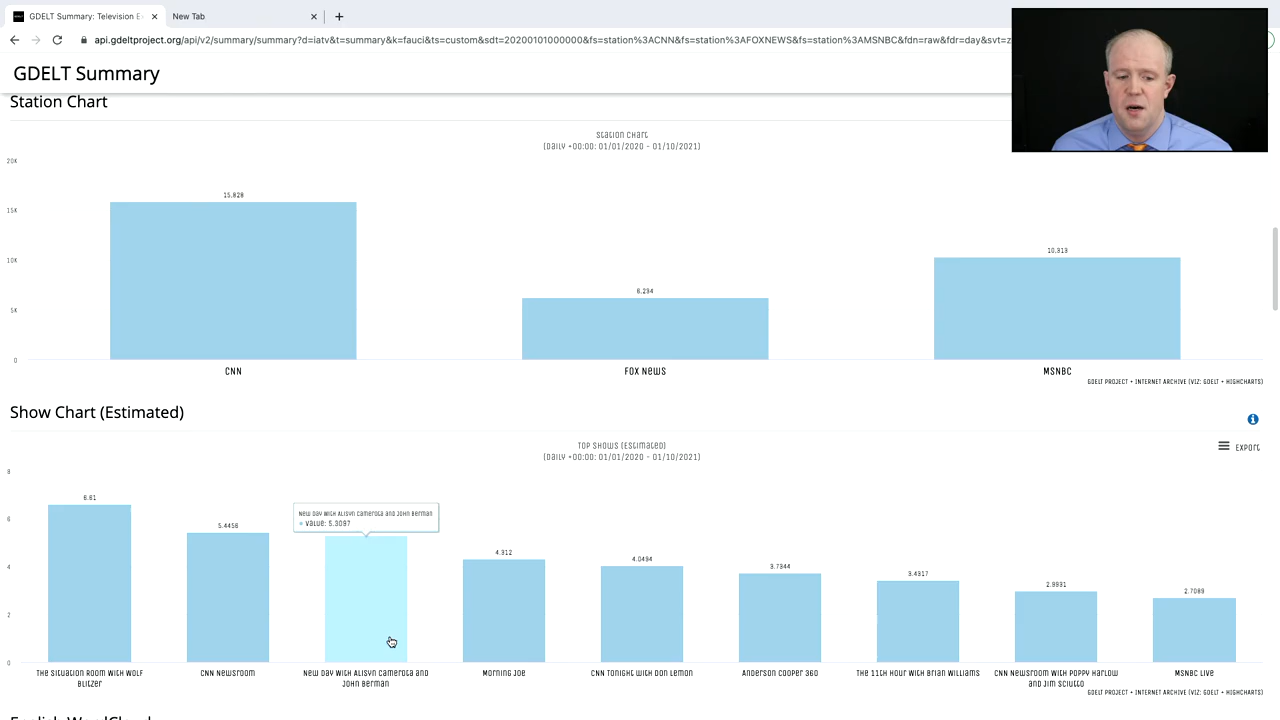 GDELT Summary: Television Ex
New Tab
api.gdeltproject.org/api/v2/summary/summary?d=iatv&t=summary&k=fauci&ts=custom&sdt=20200101000000&fs=station%3ACNN&fs=station%3AFOXNEWS&fs=station%3AMSNBC&fdn=raw&fdr=day&svt=z
GDELT Summary
Station Chart
Station Chart
(Daily +00:00: 01/01/2020 - 01/10/2021)
20K
15K
10K
5K
0
15,828
6,234
10,313
CNN
FOX News
MSNBC
GDELT Project + Internet Archive (Viz: GDELT + Highcharts)
Show Chart (Estimated)
Top Shows (Estimated)
(Daily +00:00: 01/01/2020 - 01/10/2021)
Export
8
6
4
2
0
6.61
5.4458
New Day With Alisyn Camerota and John Berman
Value: 5.3097
4.312
4.0494
3.7344
3.4317
2.9931
2.7089
The Situation Room With Wolf Blitzer
CNN Newsroom
New Day With Alisyn Camerota and John Berman
Morning Joe
CNN Tonight With Don Lemon
Anderson Cooper 360
The 11th Hour With Brian Williams
CNN Newsroom With Poppy Harlow and Jim Sciutto
MSNBC Live
GDELT Project + Internet Archive (Viz: GDELT + Highcharts)
English WordCloud